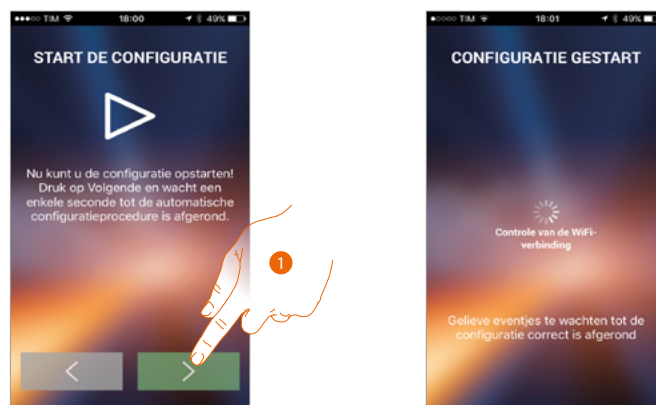 TIM 18:00 49%
START DE CONFIGURATIE
Nu kunt u de configuratie opstarten!
Druk op Volgende en wacht een
enkele seconde tot de automatische
configuratieprocedure is afgerond.
1
TIM 18:01 49%
CONFIGURATIE GESTART
Controle van de WiFi-
verbinding
Gelieve eventjes te wachten tot de
configuratie correct is afgerond